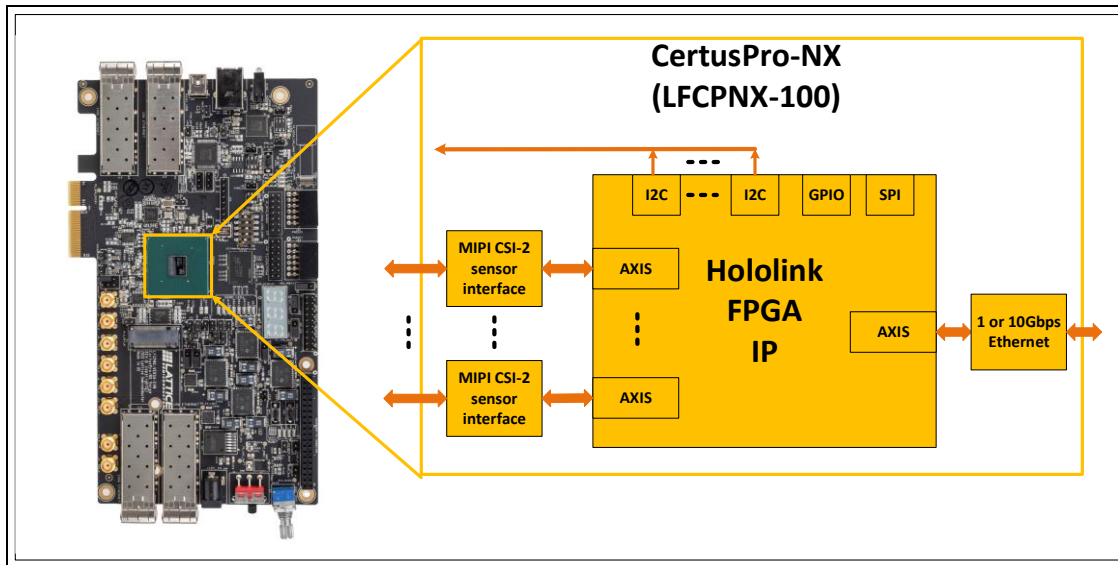 CertusPro-NX
(LFCPNX-100)
I2C
I2C
GPIO
SPI
MIPI CSI-2
sensor
interface
AXIS
Hololink
FPGA
IP
AXIS
1 or 10Gbps
Ethernet
MIPI CSI-2
sensor
interface
AXIS
LATTICE